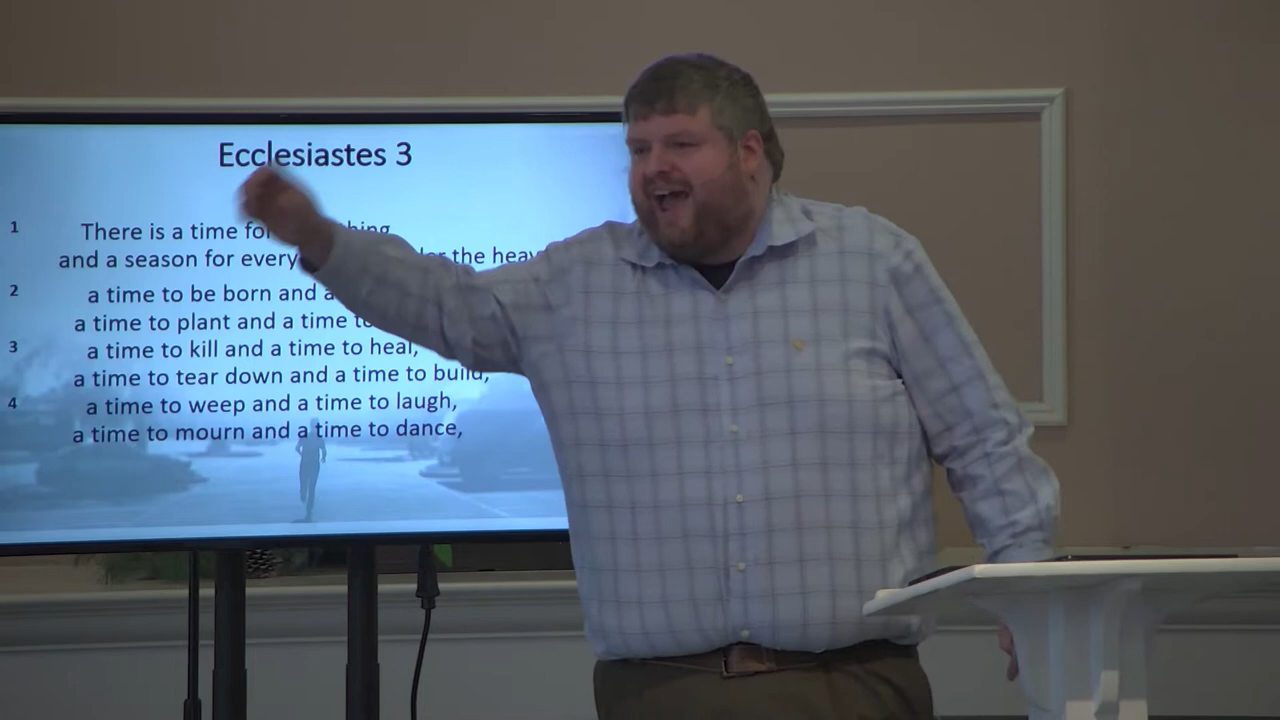 Ecclesiastes 3
1 There is a time for
and a season for every the
2 a time to be born and a
a time to plant and a time to
3 a time to kill and a time to heal,
a time to tear down and a time to build,
4 a time to weep and a time to laugh,
a time to mourn and a time to dance,